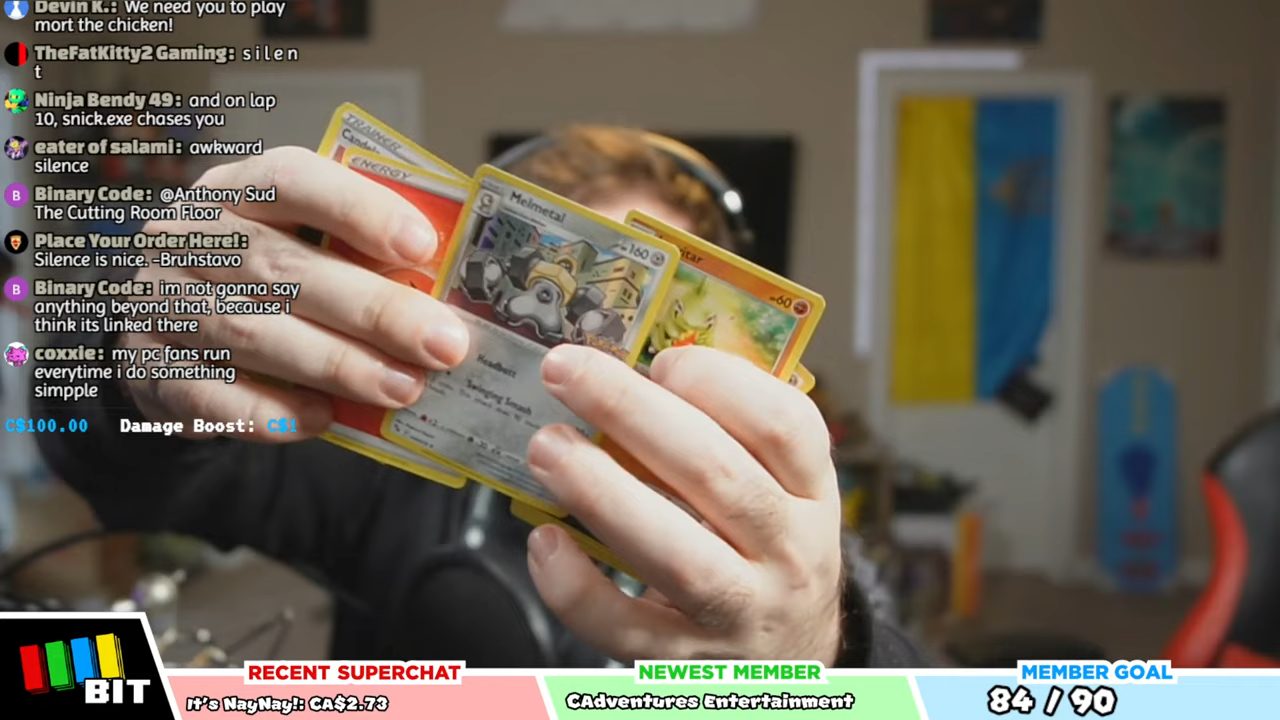 Devin K.: We need you to play
mort the chicken!
TheFatKitty2 Gaming: s i l e n
t
Ninja Bendy 49: and on lap
10, snick.exe chases you
eater of salami: awkward
silence
B Binary Code: @Anthony Sud
The Cutting Room Floor
Place Your Order Here!:
Silence is nice. -Bruhstavo
B Binary Code: im not gonna say
anything beyond that, because i
think its linked there
coxxie: my pc fans run
everytime i do something
simpple
C$100.00 Damage Boost: C$1
TRAINER
ENERGY
Melmetal
160
60
Headbutt
Swinging Smash
BIT
RECENT SUPERCHAT
It's NayNay!: CA$2.73
NEWEST MEMBER
CAdventures Entertainment
MEMBER GOAL
84 / 90